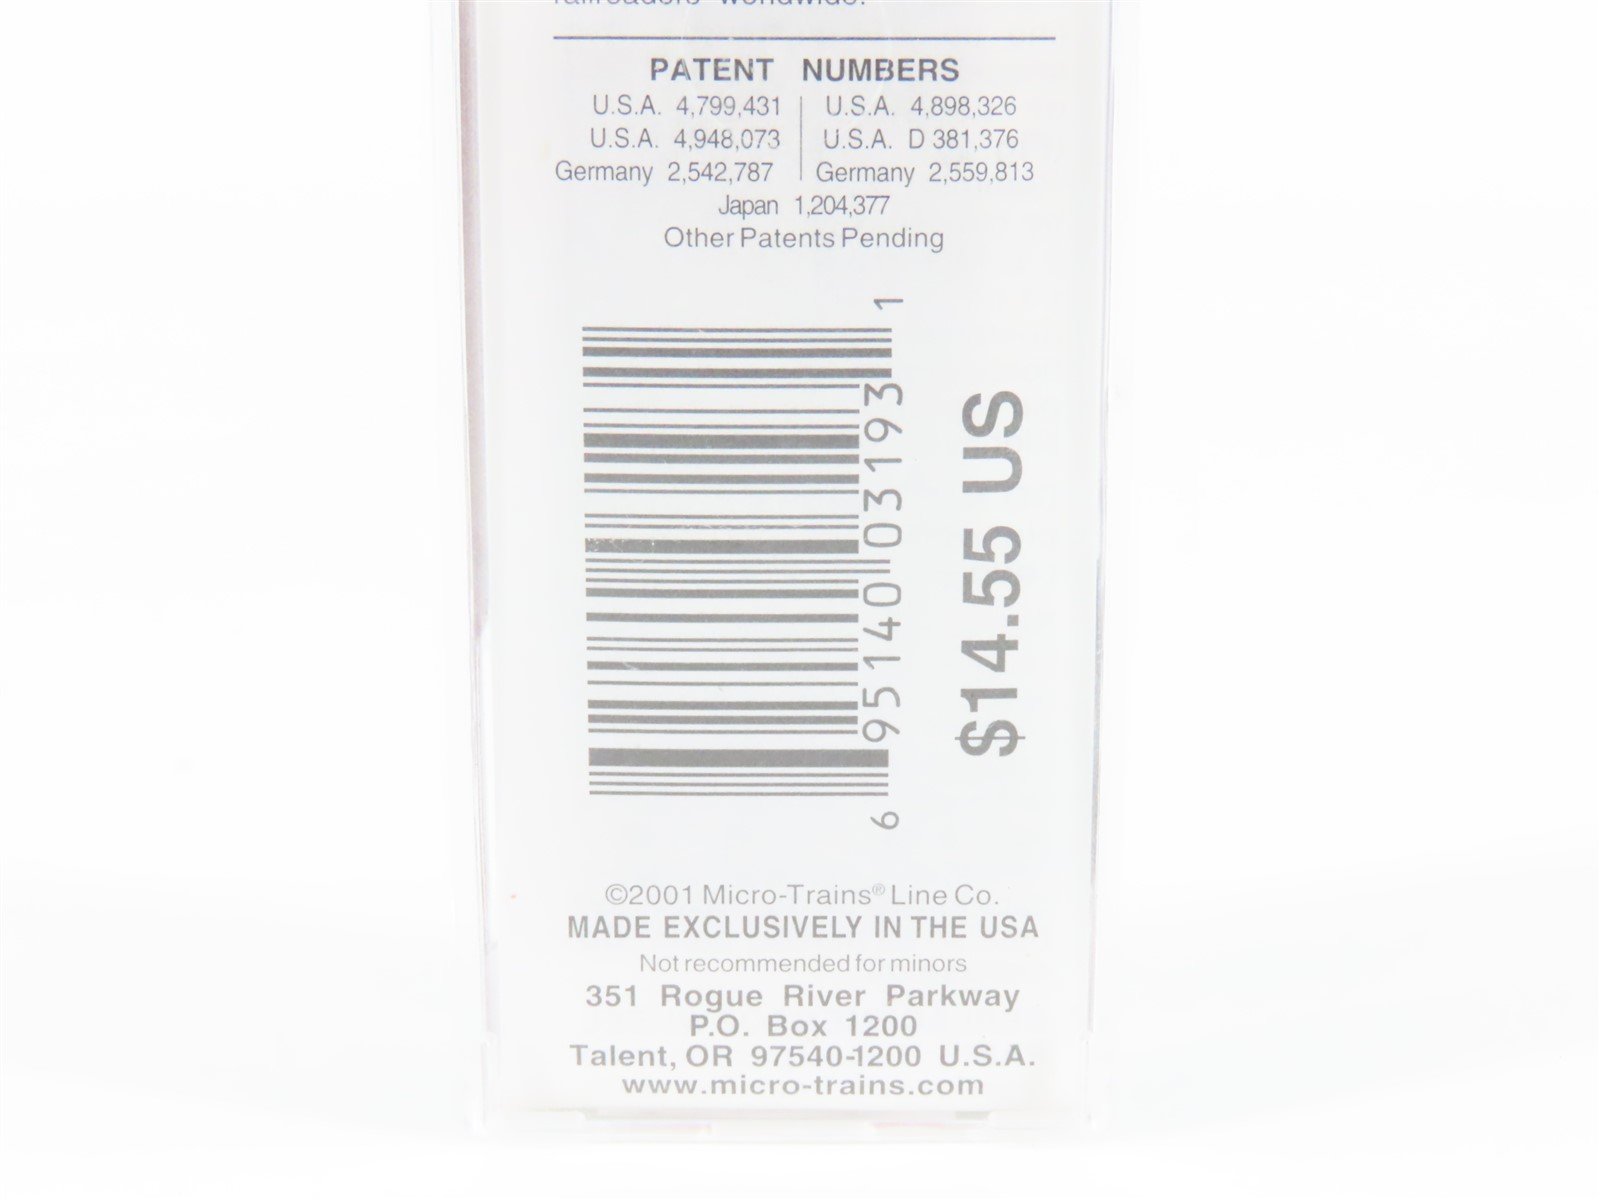 railroaders worldwide.
PATENT NUMBERS
U.S.A. 4,799,431 U.S.A. 4,898,326
U.S.A. 4,948,073 U.S.A. D 381,376
Germany 2,542,787 Germany 2,559,813
Japan 1,204,377
Other Patents Pending
6 95140 03193 1
$14.55 US
©2001 Micro-Trains® Line Co.
MADE EXCLUSIVELY IN THE USA
Not recommended for minors
351 Rogue River Parkway
P.O. Box 1200
Talent, OR 97540-1200 U.S.A.
www.micro-trains.com